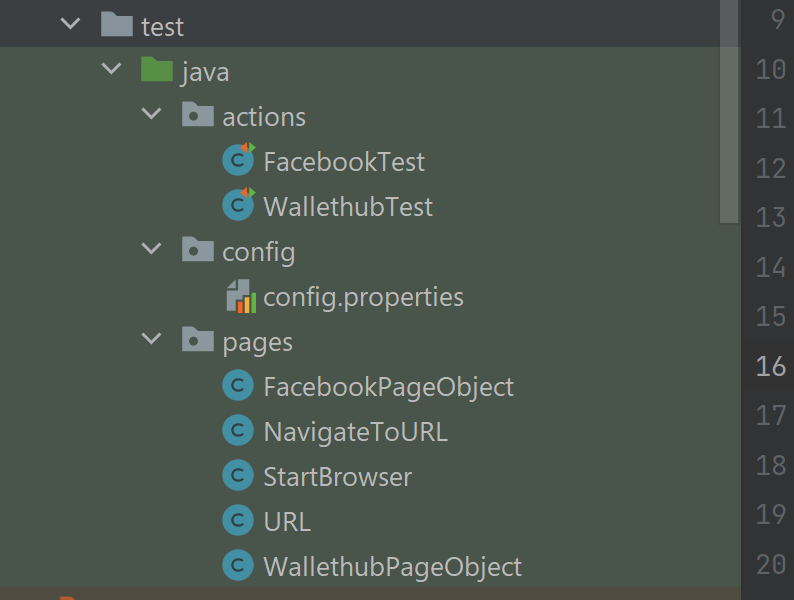 test
9
java
10
actions
11
FacebookTest
12
WallethubTest
13
config
14
config.properties
15
pages
16
FacebookPageObject
17
NavigateToURL
18
StartBrowser
19
URL
20
WallethubPageObject